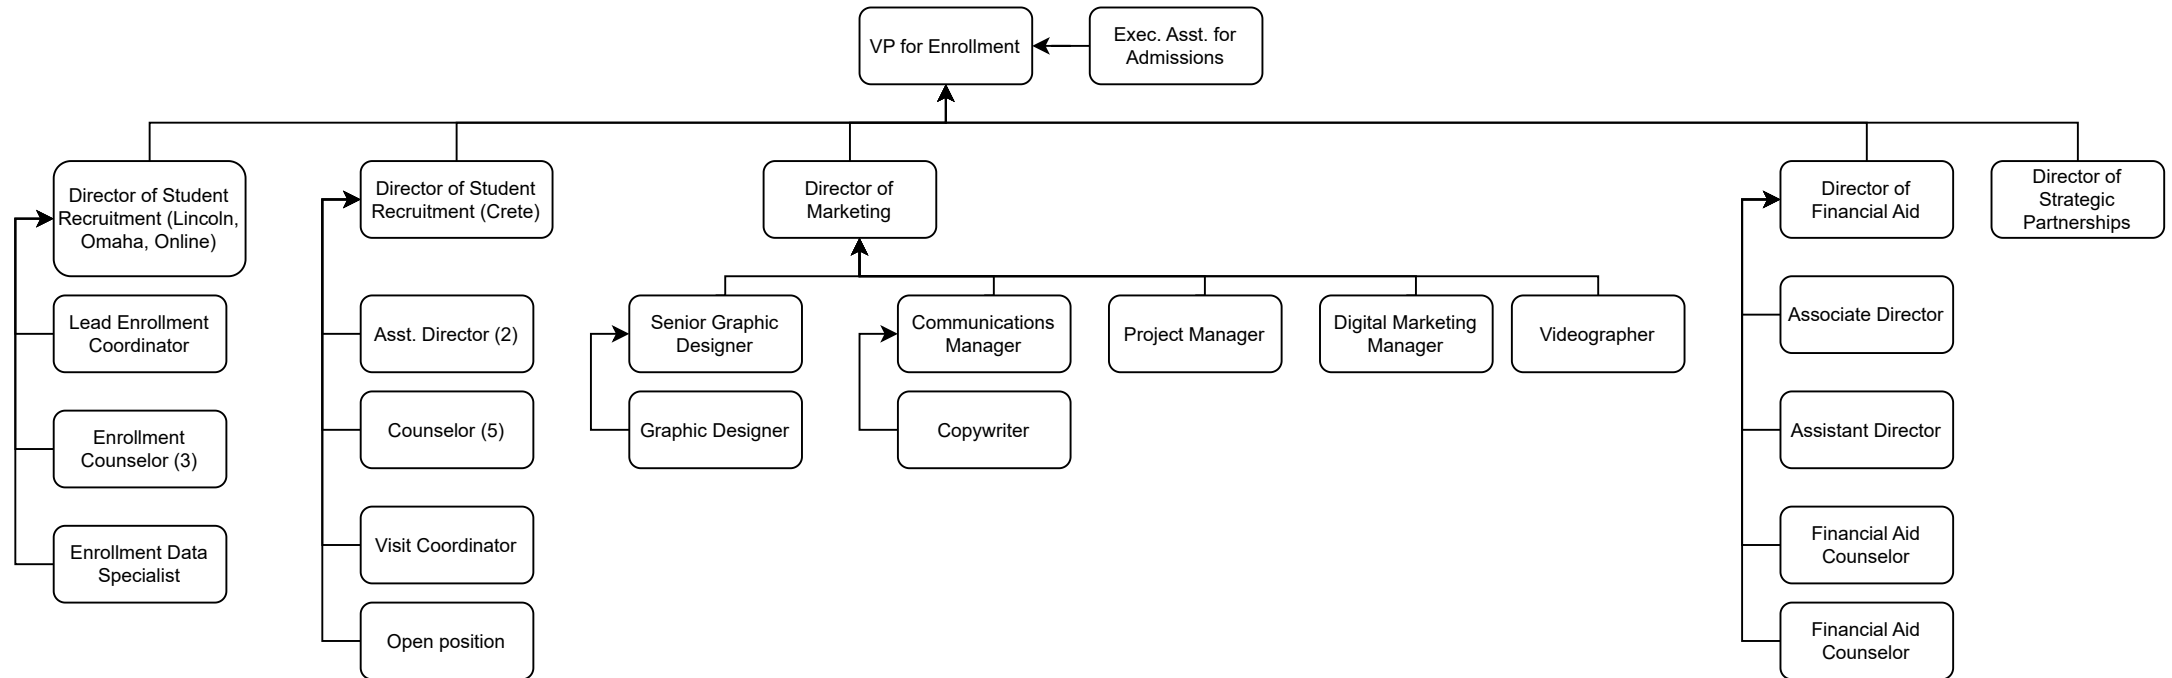 VP for Enrollment
Exec. Asst. for
Admissions
Director of Student
Recruitment (Lincoln,
Omaha, Online)
Director of Student
Recruitment (Crete)
Director of
Marketing
Director of
Financial Aid
Director of
Strategic
Partnerships
Lead Enrollment
Coordinator
Enrollment
Counselor (3)
Enrollment Data
Specialist
Asst. Director (2)
Counselor (5)
Visit Coordinator
Open position
Senior Graphic
Designer
Graphic Designer
Communications
Manager
Copywriter
Project Manager
Digital Marketing
Manager
Videographer
Associate Director
Assistant Director
Financial Aid
Counselor
Financial Aid
Counselor